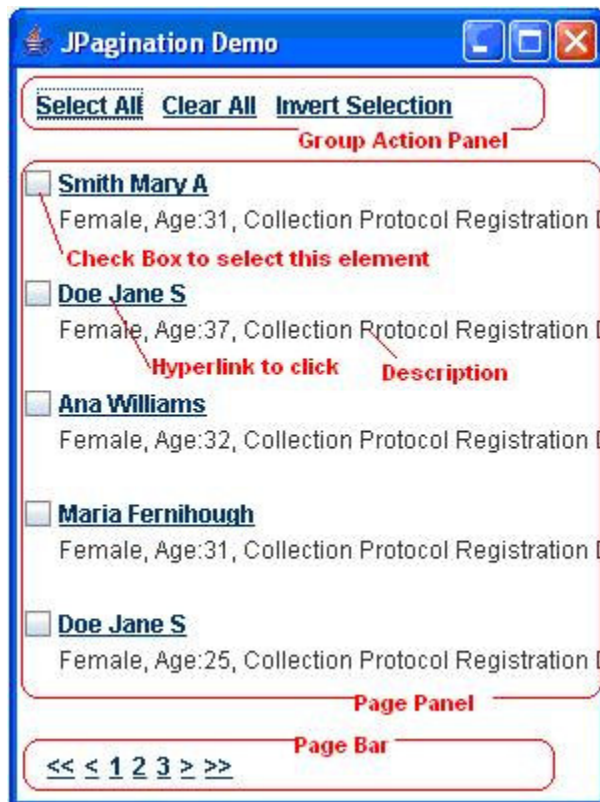 JPagination Demo
Select All Clear All Invert Selection
Group Action Panel
Smith Mary A
Female, Age:31, Collection Protocol Registration
Check Box to select this element
Doe Jane S
Female, Age:37, Collection Protocol Registration
Hyperlink to click
Description
Ana Williams
Female, Age:32, Collection Protocol Registration
Maria Fernihough
Female, Age:31, Collection Protocol Registration
Doe Jane S
Female, Age:25, Collection Protocol Registration
Page Panel
Page Bar
<< < 1 2 3 > >>